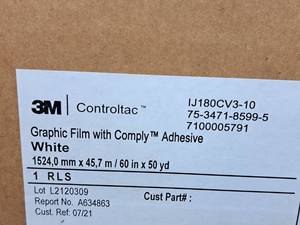 3M Controltac™ IJ180CV3-10
75-3471-8599-5
7100005791
Graphic Film with Comply™ Adhesive
White
1524,0 mm x 45,7 m / 60 in x 50 yd
1 RLS
Lot L2120309 Cust Part# :
Report No. A634863
Cust. Ref: 07/21